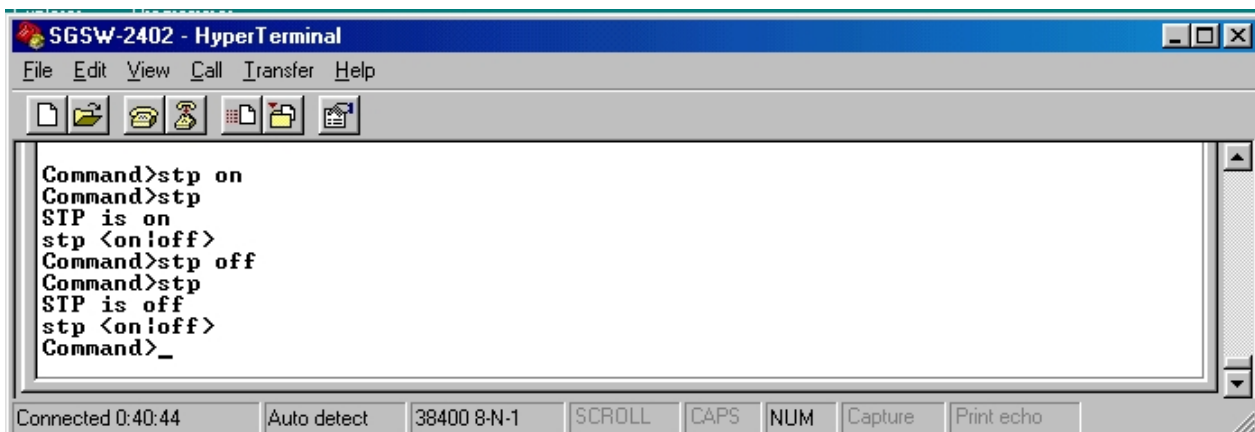 SGSW-2402 - HyperTerminal
File Edit View Call Transfer Help
Command>stp on
Command>stp
STP is on
stp <on|off>
Command>stp off
Command>stp
STP is off
stp <on|off>
Command>_
Connected 0:40:44 Auto detect 38400 8-N-1 SCROLL CAPS NUM Capture Print echo